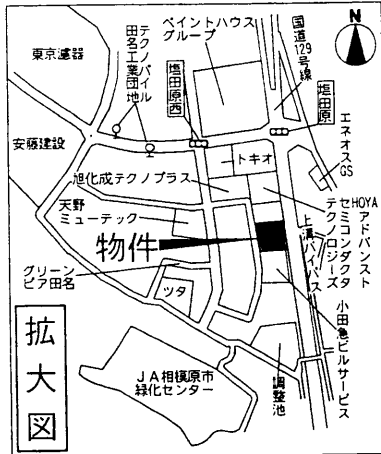 ペイントハウス
グループ
国道129号線
N
テクノパイル
田名工業団地
東京濾器
塩田原西
塩田原
エネオス
GS
安藤建設
トキオ
旭化成テクノプラス
天野
ミューテック
HOYA
アドバンスト
セミコンダクタ
テクノロジーズ
上溝バイパス
物件
グリーン
ピア田名
ツタ
小田急ビルサービス
調整池
JA相模原市
緑化センター
拡大図